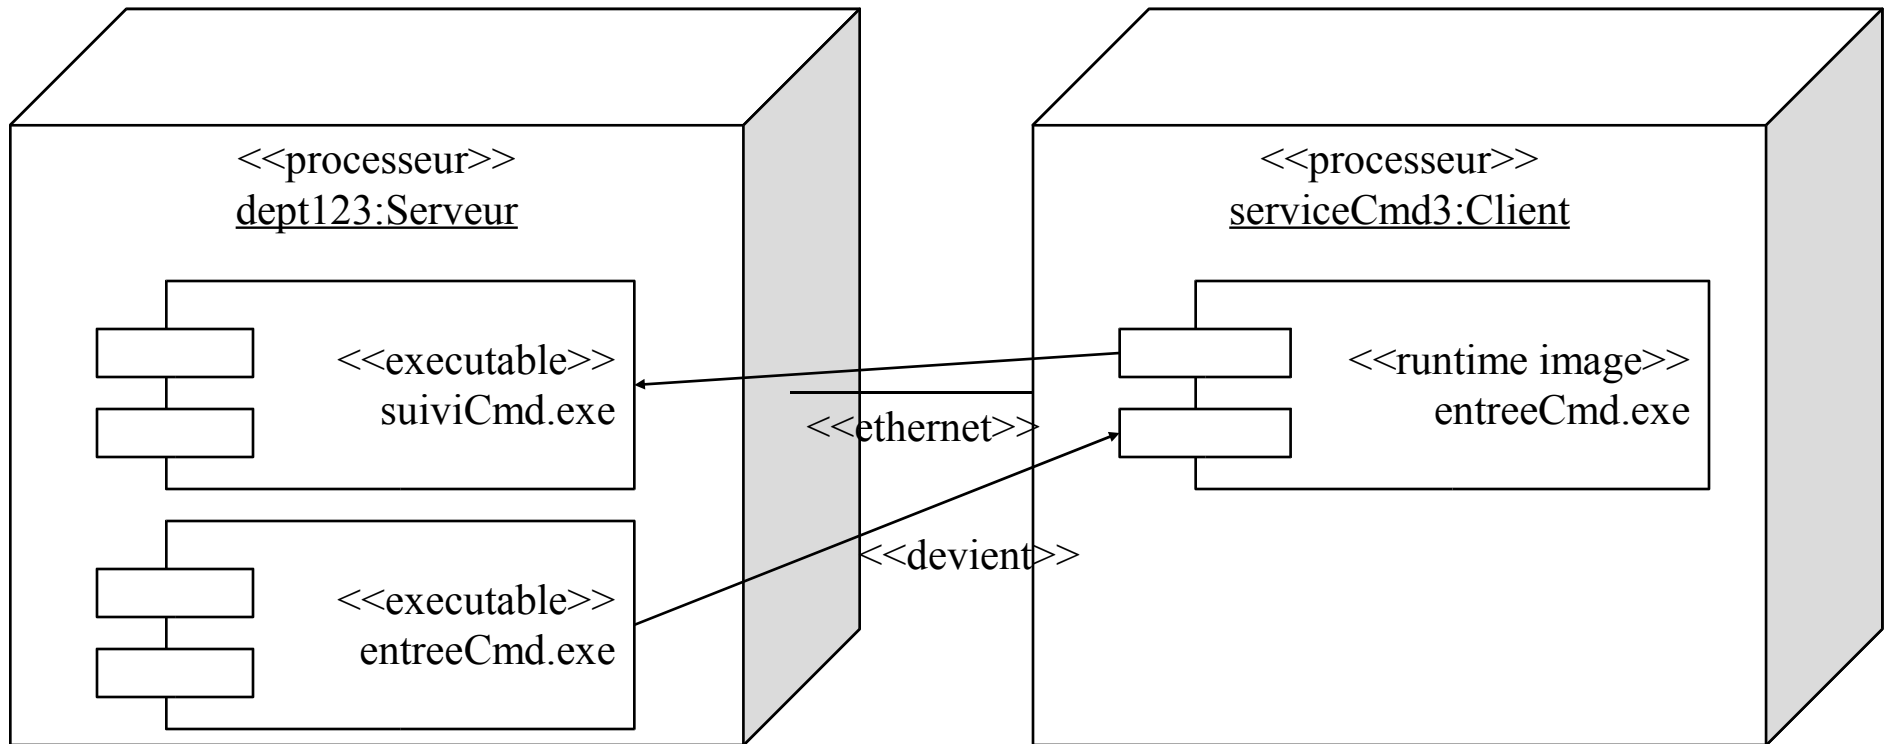 <<processeur>>
dept123:Serveur
<<executable>>
suiviCmd.exe
<<executable>>
entreeCmd.exe
<<ethernet>>
<<devient>>
<<processeur>>
serviceCmd3:Client
<<runtime image>>
entreeCmd.exe